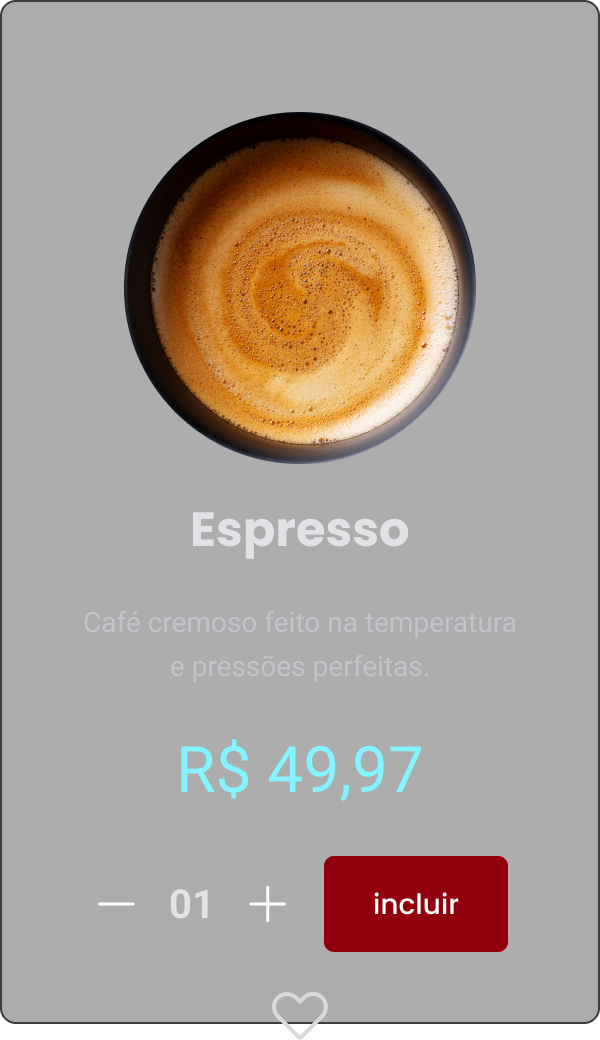 Espresso
Café cremoso feito na temperatura
e pressões perfeitas.
R$ 49,97
01
incluir